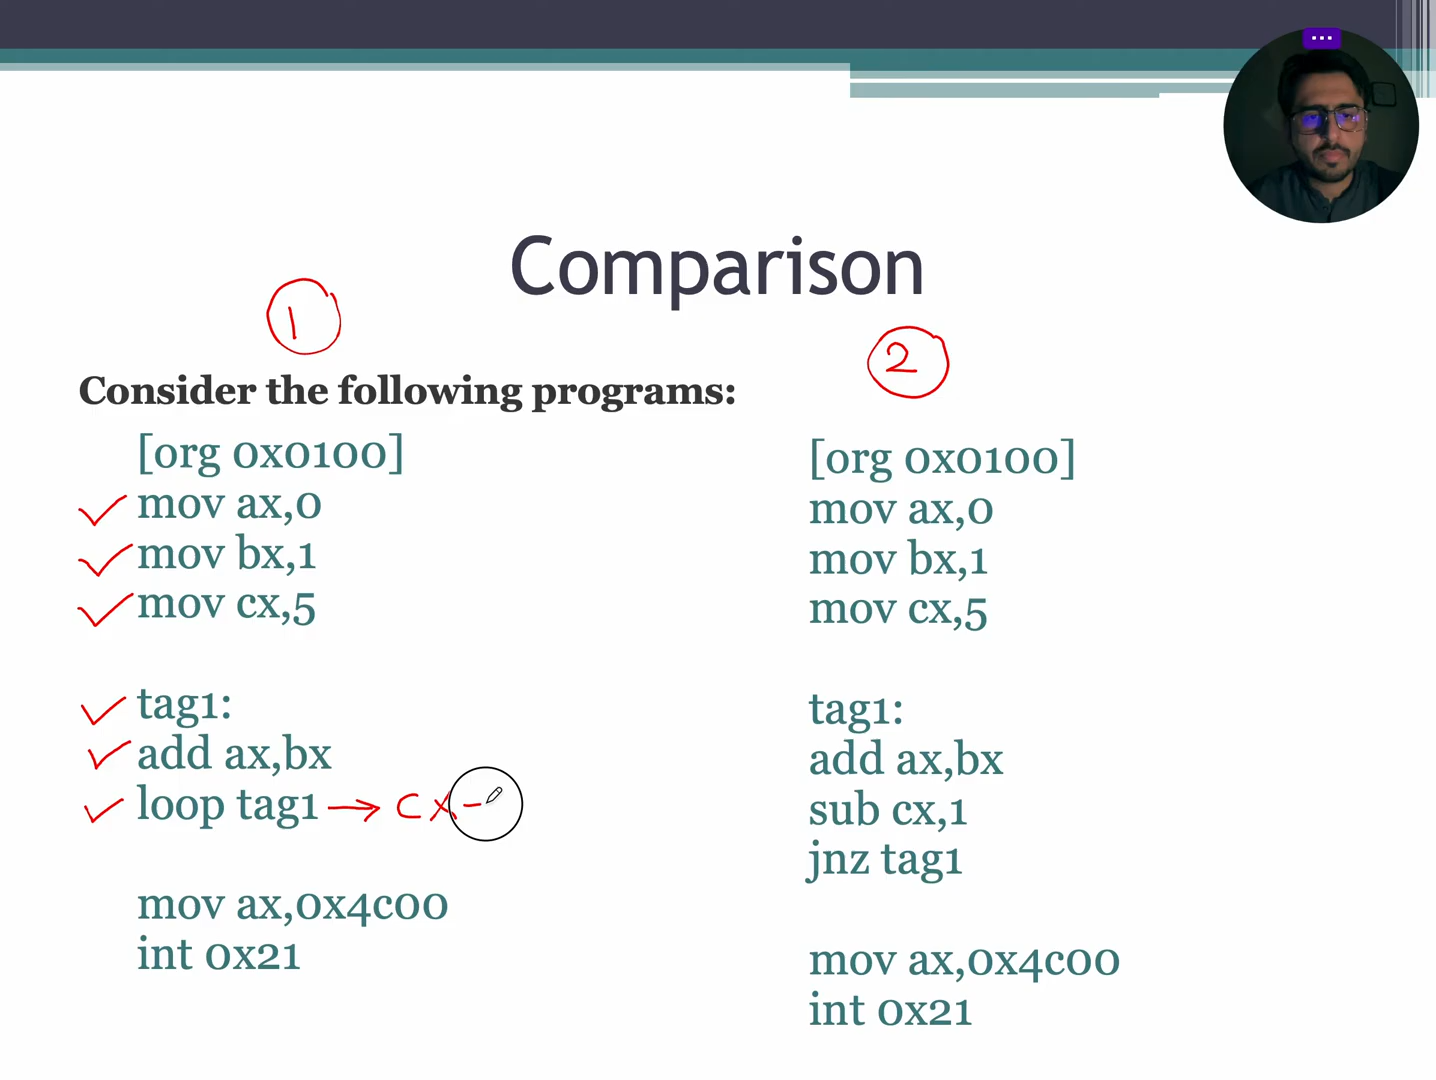 Comparison
1
2
Consider the following programs:
[org 0x0100]
mov ax,0
mov bx,1
mov cx,5
tag1:
add ax,bx
loop tag1 → cx-
mov ax,0x4c00
int 0x21
[org 0x0100]
mov ax,0
mov bx,1
mov cx,5
tag1:
add ax,bx
sub cx,1
jnz tag1
mov ax,0x4c00
int 0x21